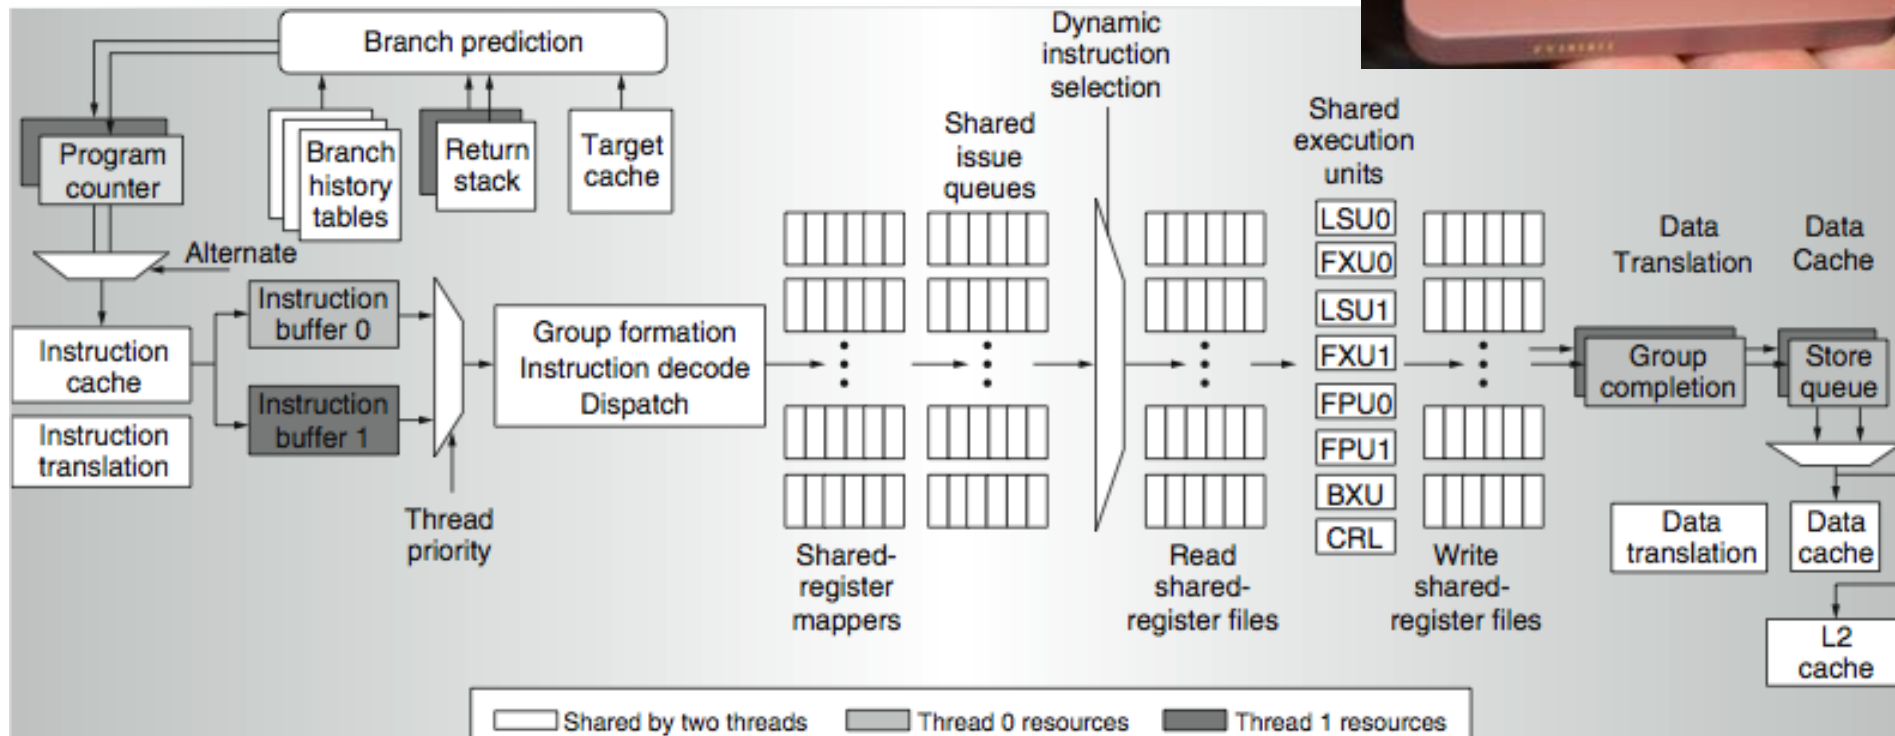 Branch prediction
Program
counter
Branch
history
tables
Return
stack
Target
cache
Alternate
Instruction
cache
Instruction
translation
Instruction
buffer 0
Instruction
buffer 1
Thread
priority
Group formation
Instruction decode
Dispatch
Shared-
register
mappers
Shared
issue
queues
Dynamic
instruction
selection
Read
shared-
register files
Shared
execution
units
LSU0
FXU0
LSU1
FXU1
FPU0
FPU1
BXU
CRL
Write
shared-
register files
Data
Translation
Group
completion
Data
translation
Data
Cache
Store
queue
Data
cache
L2
cache
Shared by two threads
Thread 0 resources
Thread 1 resources